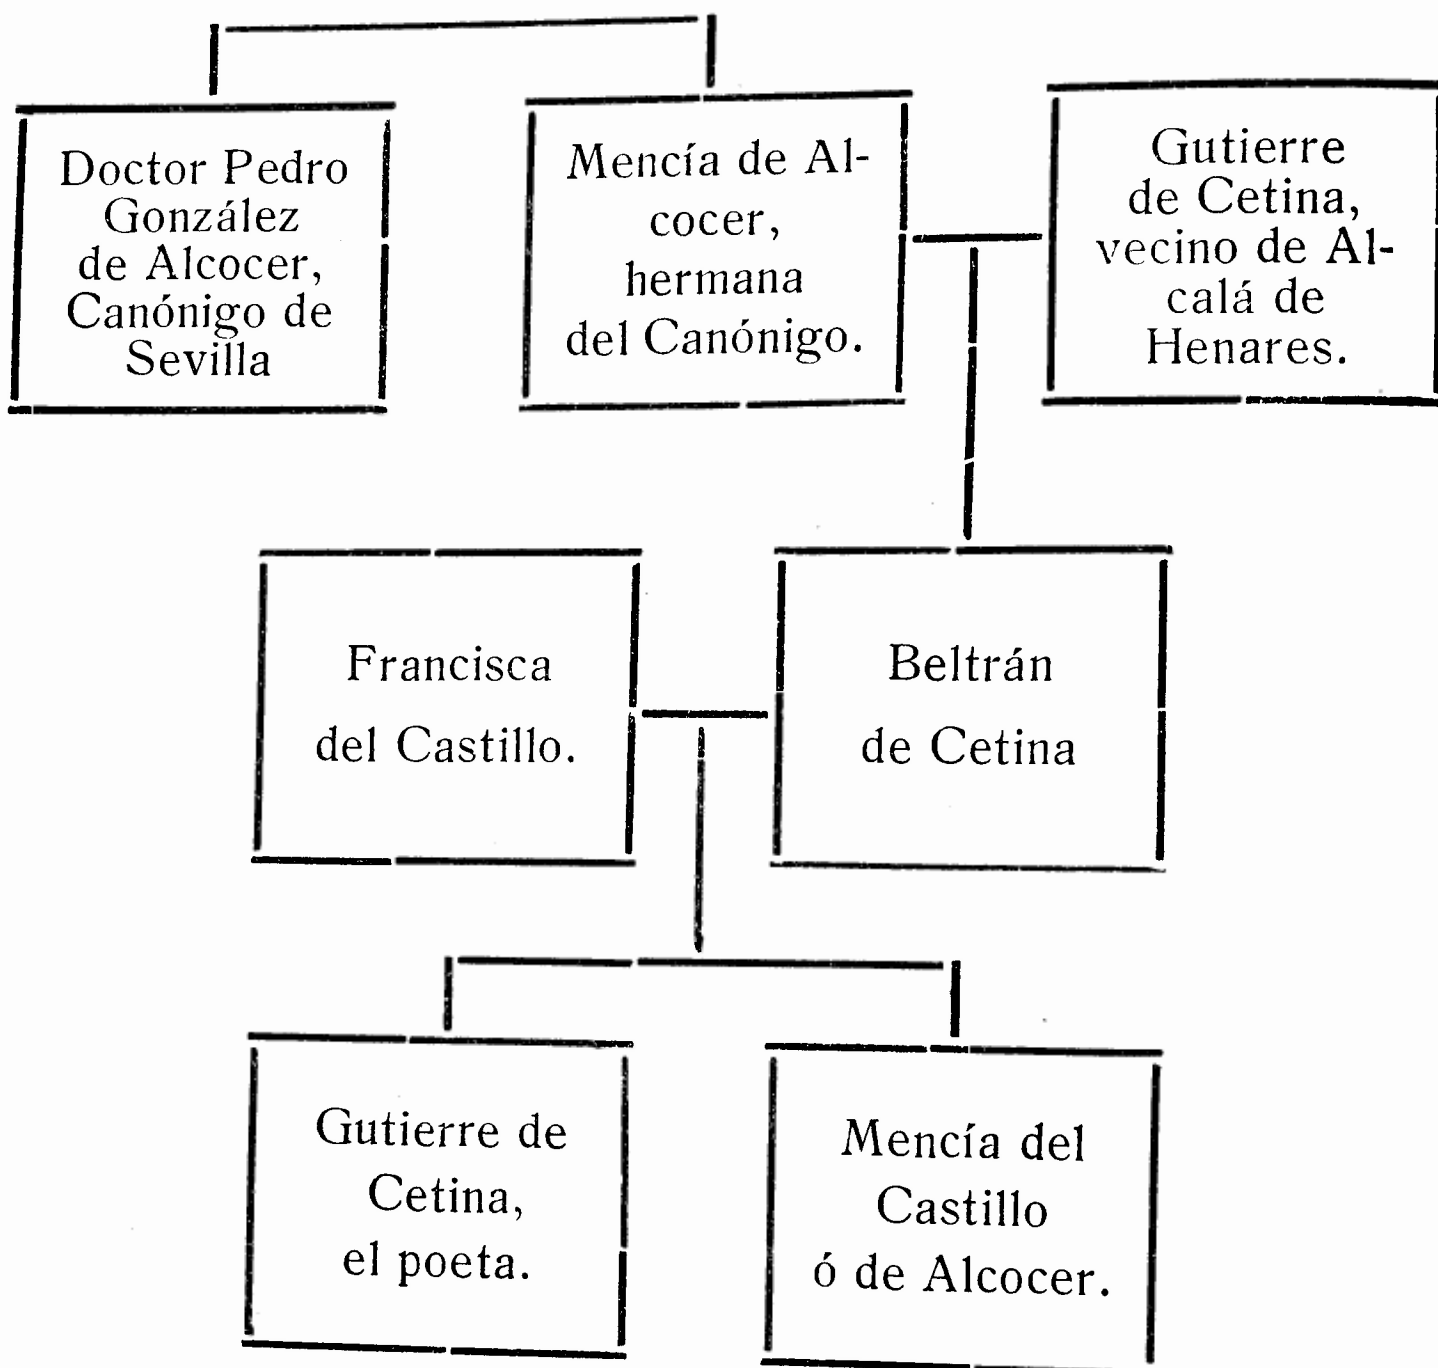 Doctor Pedro
González
de Alcocer,
Canónigo de
Sevilla
Mencía de Al-
cocer,
hermana
del Canónigo.
Gutierre
de Cetina,
vecino de Al-
calá de
Henares.
Francisca
del Castillo.
Beltrán
de Cetina
Gutierre de
Cetina,
el poeta.
Mencía del
Castillo
ó de Alcocer.